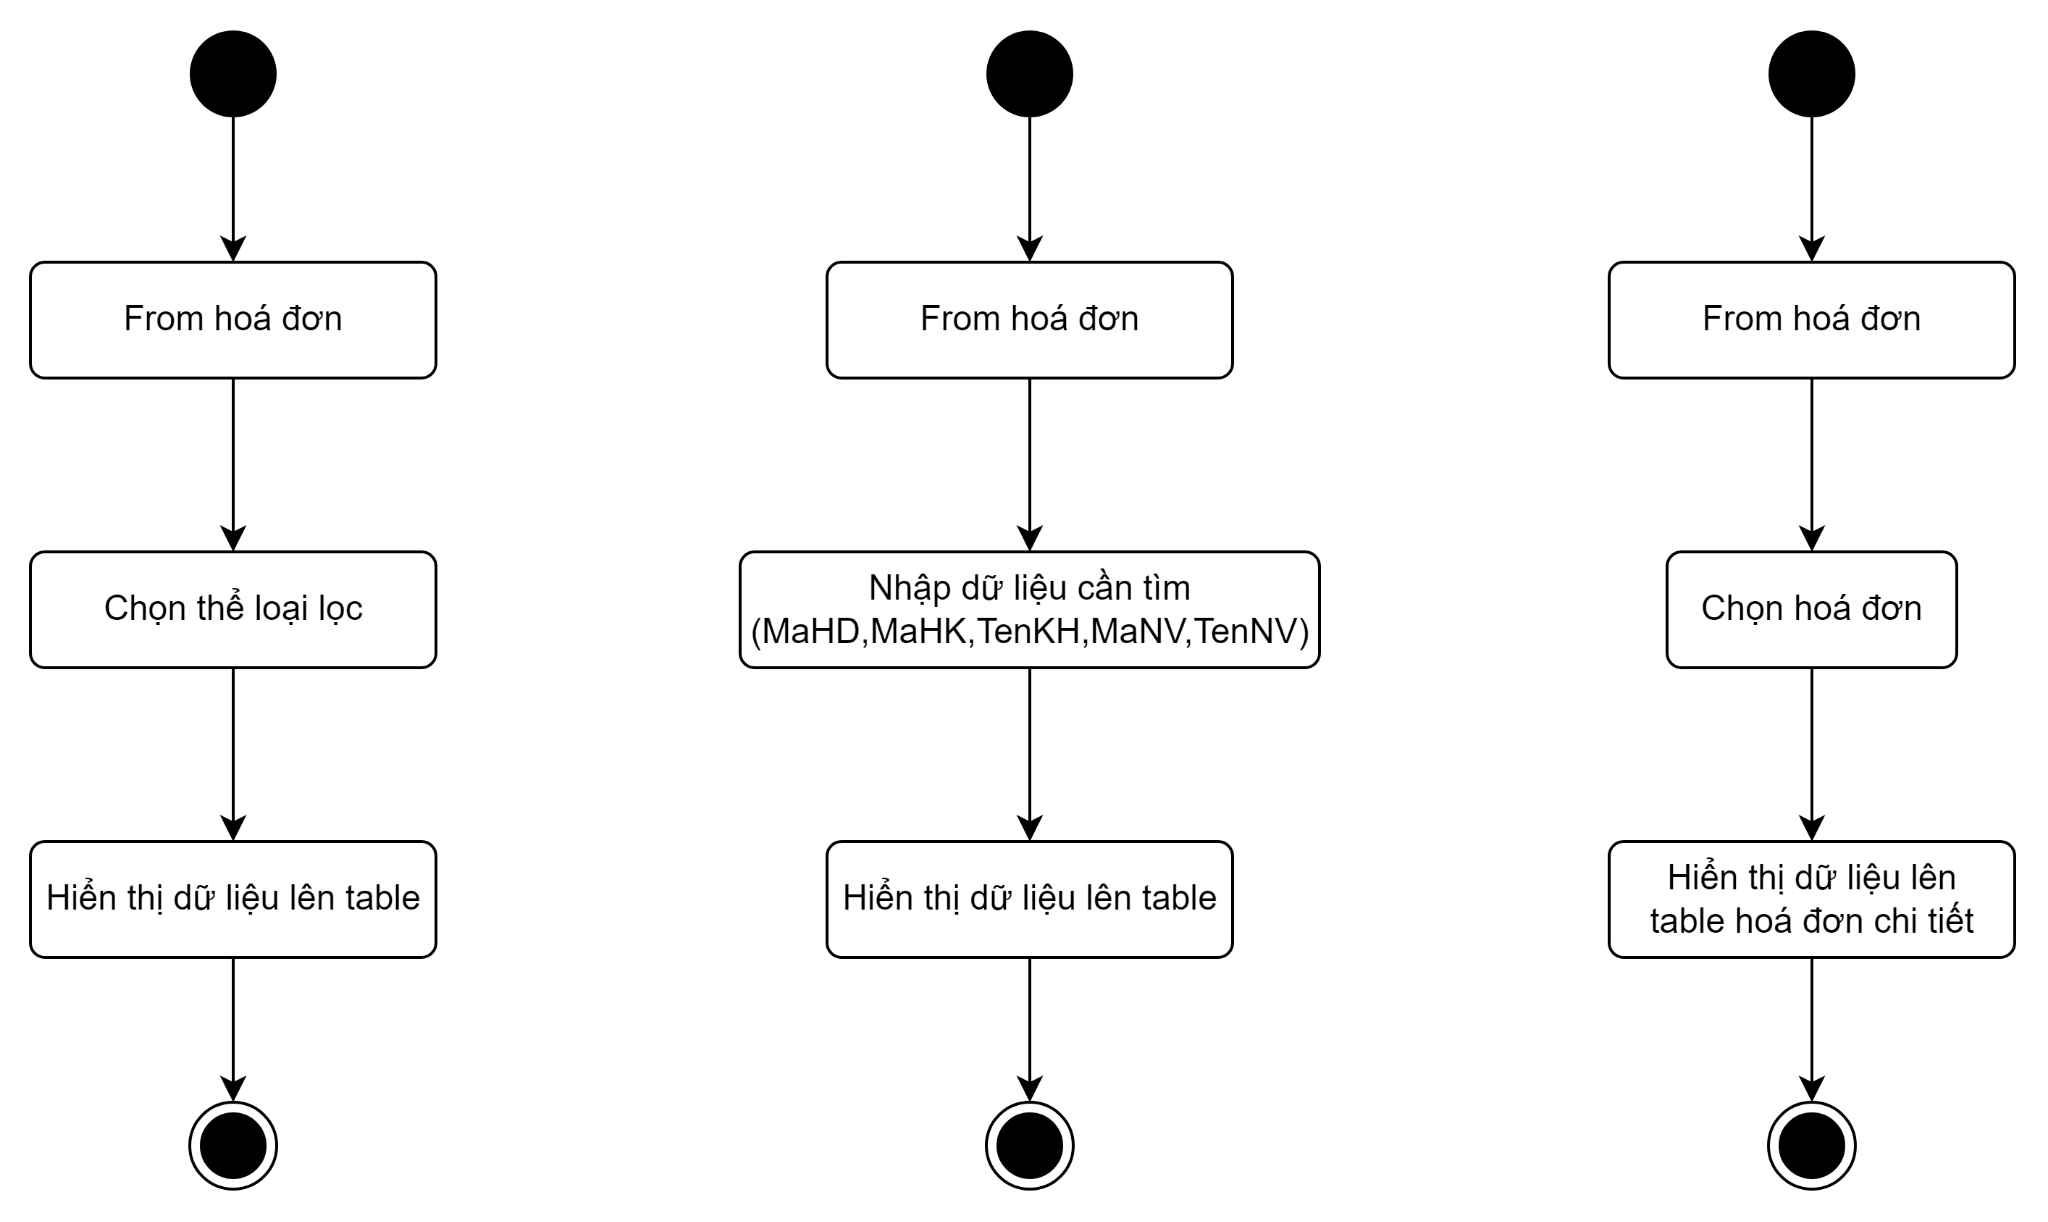 From hoá đơn
Chọn thể loại lọc
Hiển thị dữ liệu lên table
From hoá đơn
Nhập dữ liệu cần tìm
(MaHD,MaHK,TenKH,MaNV,TenNV)
Hiển thị dữ liệu lên table
From hoá đơn
Chọn hoá đơn
Hiển thị dữ liệu lên
table hoá đơn chi tiết